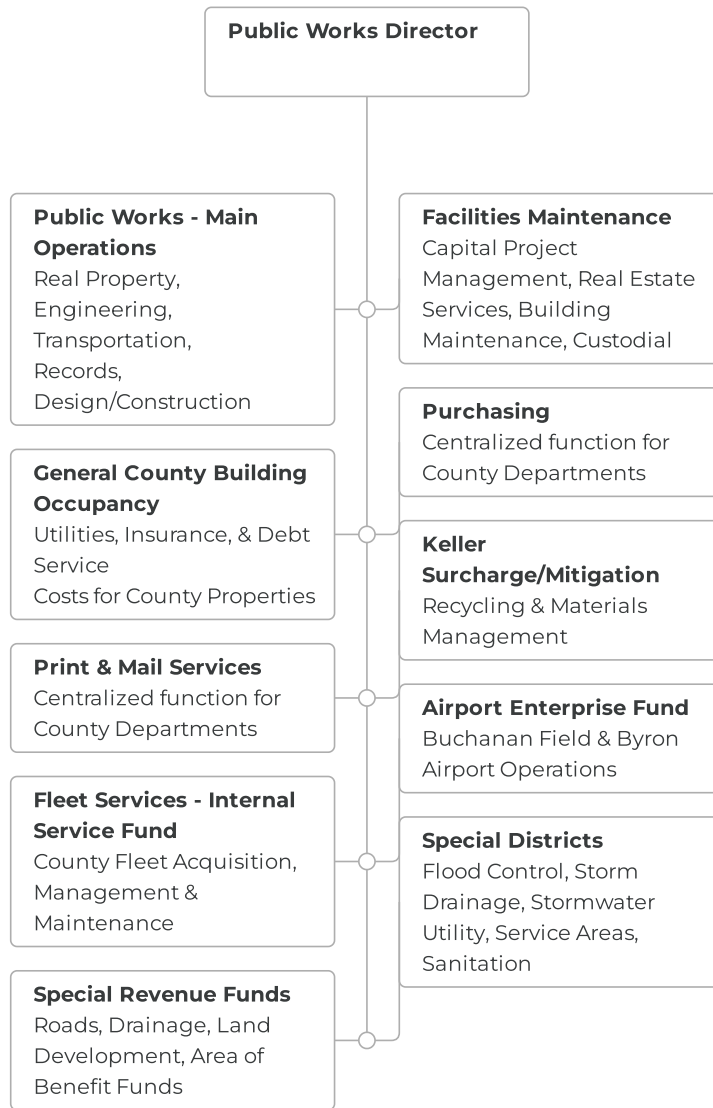 Public Works Director
Public Works - Main
Operations
Real Property,
Engineering,
Transportation,
Records,
Design/Construction
General County Building
Occupancy
Utilities, Insurance, & Debt
Service
Costs for County Properties
Print & Mail Services
Centralized function for
County Departments
Fleet Services - Internal
Service Fund
County Fleet Acquisition,
Management &
Maintenance
Special Revenue Funds
Roads, Drainage, Land
Development, Area of
Benefit Funds
Facilities Maintenance
Capital Project
Management, Real Estate
Services, Building
Maintenance, Custodial
Purchasing
Centralized function for
County Departments
Keller
Surcharge/Mitigation
Recycling & Materials
Management
Airport Enterprise Fund
Buchanan Field & Byron
Airport Operations
Special Districts
Flood Control, Storm
Drainage, Stormwater
Utility, Service Areas,
Sanitation